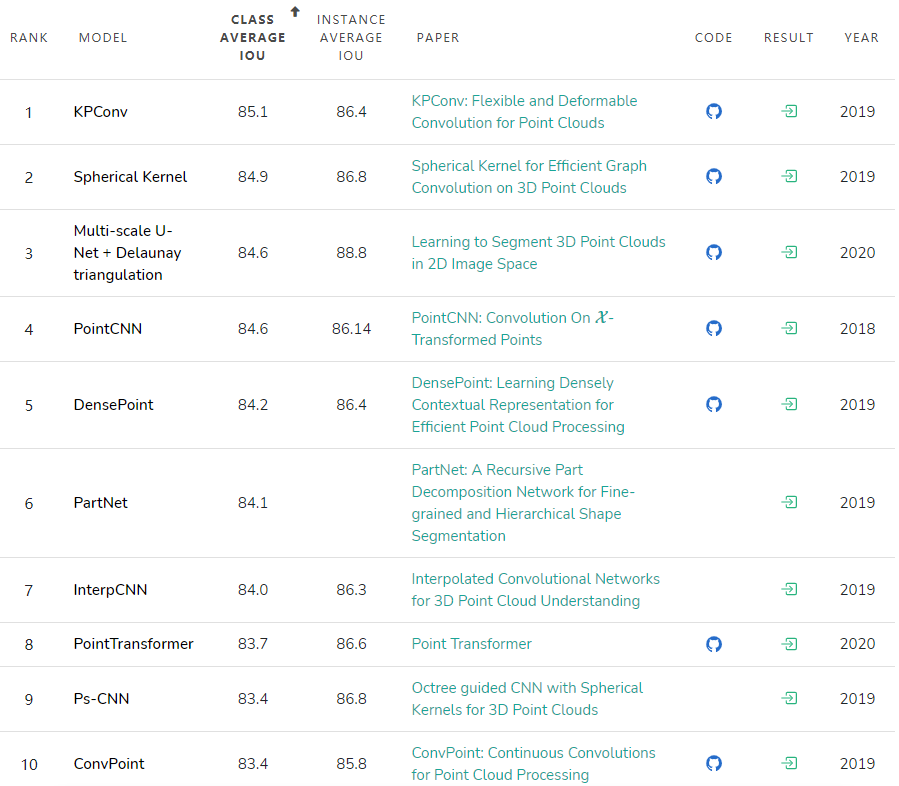 RANK MODEL CLASS AVERAGE IOU INSTANCE AVERAGE IOU PAPER CODE RESULT YEAR
1 KPConv 85.1 86.4 KPConv: Flexible and Deformable
Convolution for Point Clouds 2019
2 Spherical Kernel 84.9 86.8 Spherical Kernel for Efficient Graph
Convolution on 3D Point Clouds 2019
3 Multi-scale U-
Net + Delaunay
triangulation 84.6 88.8 Learning to Segment 3D Point Clouds
in 2D Image Space 2020
4 PointCNN 84.6 86.14 PointCNN: Convolution On 𝒳-
Transformed Points 2018
5 DensePoint 84.2 86.4 DensePoint: Learning Densely
Contextual Representation for
Efficient Point Cloud Processing 2019
6 PartNet 84.1 PartNet: A Recursive Part
Decomposition Network for Fine-
grained and Hierarchical Shape
Segmentation 2019
7 InterpCNN 84.0 86.3 Interpolated Convolutional Networks
for 3D Point Cloud Understanding 2019
8 PointTransformer 83.7 86.6 Point Transformer 2020
9 Ps-CNN 83.4 86.8 Octree guided CNN with Spherical
Kernels for 3D Point Clouds 2019
10 ConvPoint 83.4 85.8 ConvPoint: Continuous Convolutions
for Point Cloud Processing 2019